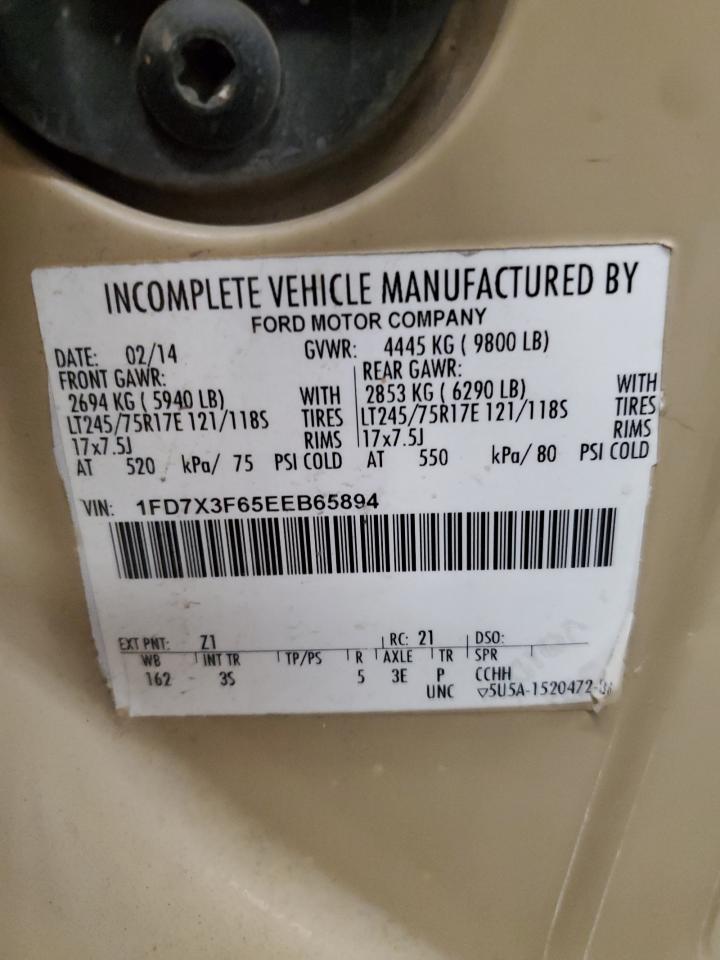 INCOMPLETE VEHICLE MANUFACTURED BY
FORD MOTOR COMPANY
DATE: 02/14 GVWR: 4445 KG ( 9800 LB)
FRONT GAWR: REAR GAWR:
2694 KG ( 5940 LB) WITH 2853 KG ( 6290 LB) WITH
LT245/75R17E 121/118S TIRES LT245/75R17E 121/118S TIRES
17x7.5J RIMS 17x7.5J RIMS
AT 520 kPa/ 75 PSI COLD AT 550 kPa/ 80 PSI COLD
VIN: 1FD7X3F65EEB65894
EXT PNT: Z1 RC: 21 DSO:
WB INT TR TP/PS R AXLE TR SPR
162 3S 5 3E P CCHH
UNC ▽5U5A-1520472-